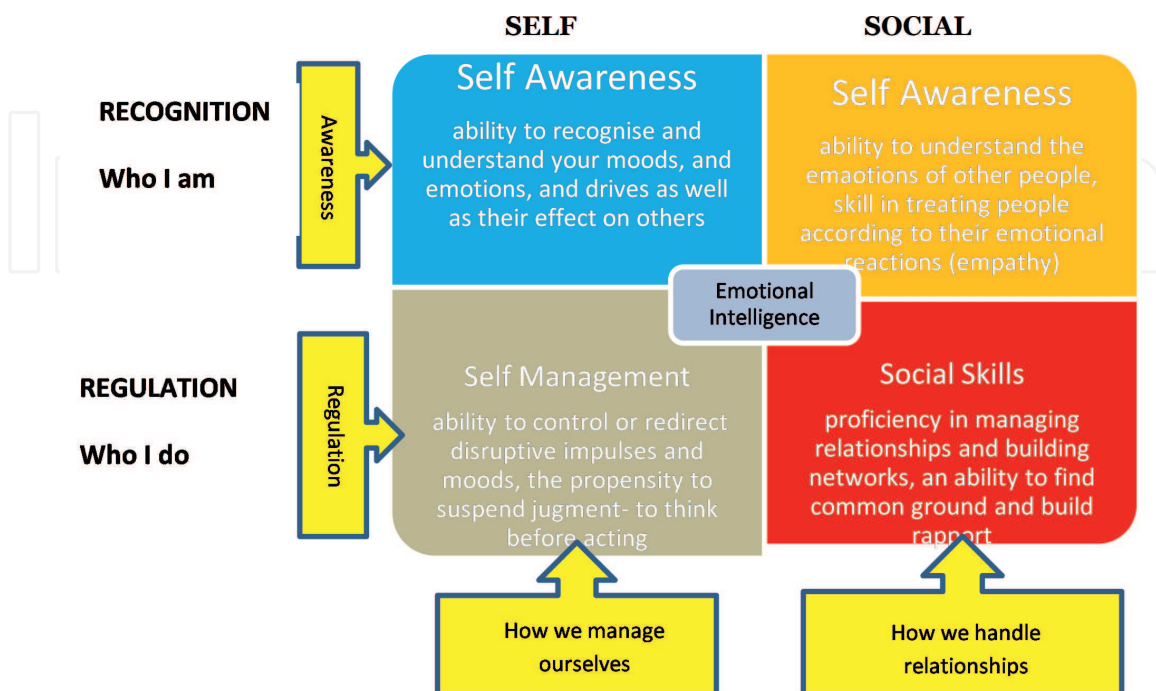 SELF
SOCIAL
RECOGNITION
Who I am
Awareness
Self Awareness
ability to recognise and
understand your moods, and
emotions, and drives as well
as their effect on others
Self Awareness
ability to understand the
emaotions of other people,
skill in treating people
according to their emotional
reactions (empathy)
Emotional
Intelligence
REGULATION
Who I do
Regulation
Self Management
ability to control or redirect
disruptive impulses and
moods, the propensity to
suspend jugment- to think
before acting
Social Skills
proficiency in managing
relationships and building
networks, an ability to find
common ground and build
rapport
How we manage
ourselves
How we handle
relationships